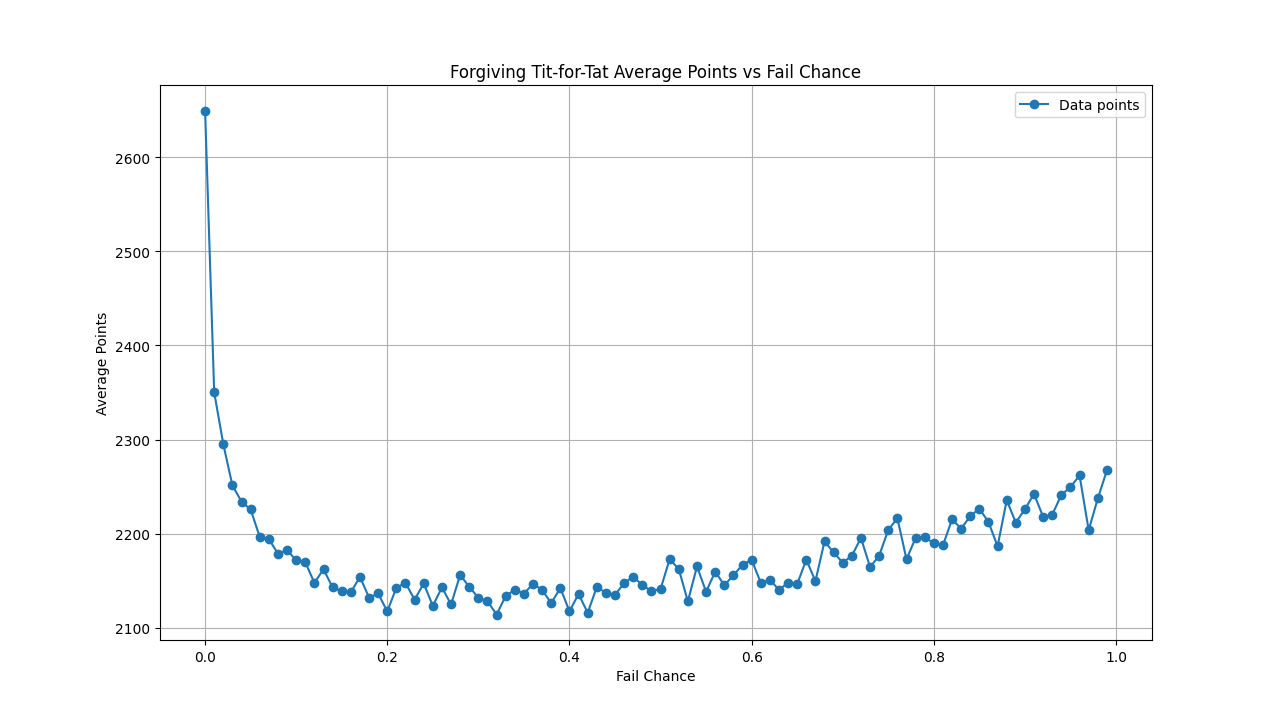 Forgiving Tit-for-Tat Average Points vs Fail Chance
Data points
Average Points
2600
2500
2400
2300
2200
2100
0.0 0.2 0.4 0.6 0.8 1.0
Fail Chance